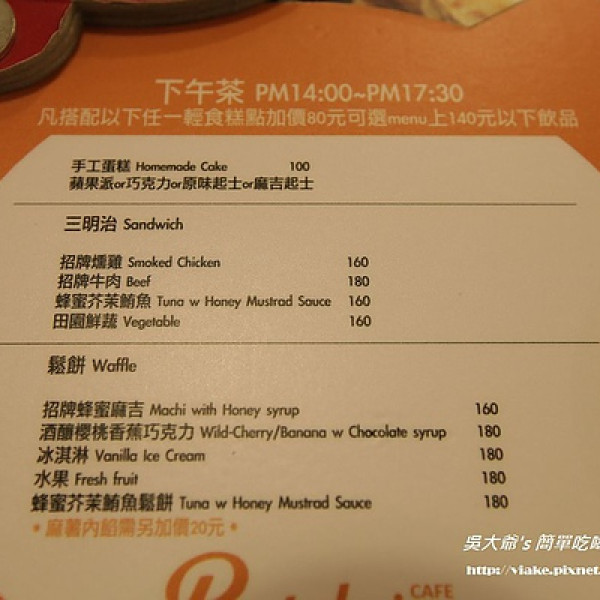 下午茶 PM14:00~PM17:30
凡搭配以下任一輕食糕點加價80元可選menu上140元以下飲品
手工蛋糕 Homemade Cake 100
蘋果派or巧克力or原味起士or麻吉起士
三明治 Sandwich
招牌燻雞 Smoked Chicken 160
招牌牛肉 Beef 180
蜂蜜芥茉鮪魚 Tuna w Honey Mustrad Sauce 160
田園鮮蔬 Vegetable 160
鬆餅 Waffle
招牌蜂蜜麻吉 Machi with Honey syrup 160
酒釀櫻桃香蕉巧克力 Wild-Cherry/Banana w Chocolate syrup 180
冰淇淋 Vanilla Ice Cream 180
水果 Fresh fruit 180
蜂蜜芥茉鮪魚鬆餅 Tuna w Honey Mustrad Sauce 180
*麻薯內餡需另加價20元*
吳大爺's 簡單吃
http://viake.pixnet.
CAFE